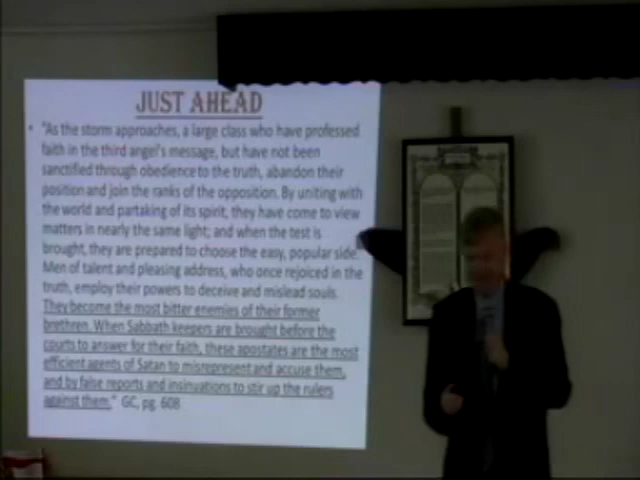 JUST AHEAD
• "As the storm approaches, a large class who have professed
faith in the third angel's message, but have not been
sanctified through obedience to the truth, abandon their
position and join the ranks of the opposition. By uniting with
the world and partaking of its spirit, they have come to view
matters in nearly the same light; and when the test is
brought, they are prepared to choose the easy, popular side.
Men of talent and pleasing address, who once rejoiced in the
truth, employ their powers to deceive and mislead souls.
They become the most bitter enemies of their former
brethren. When Sabbath keepers are brought before the
courts to answer for their faith, these apostates are the most
efficient agents of Satan to misrepresent and accuse them,
and by false reports and insinuations to stir up the rulers
against them." GC, pg. 608